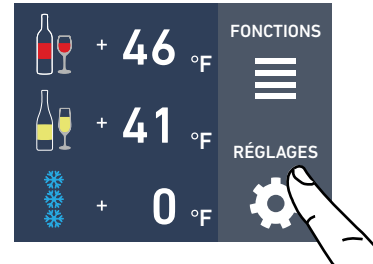 FONCTIONS
+ 46 °F
+ 41 °F
RÉGLAGES
+ 0 °F